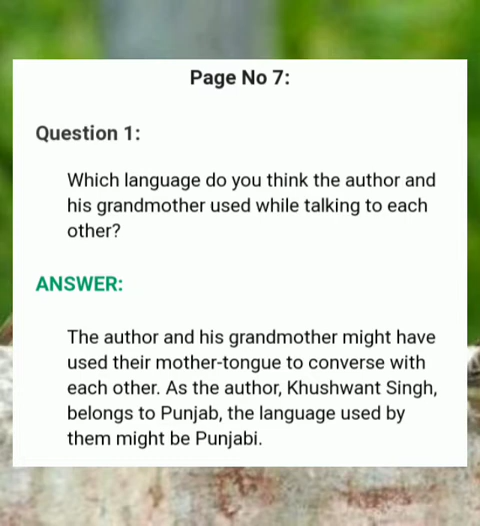 Page No 7:
Question 1:
Which language do you think the author and
his grandmother used while talking to each
other?
ANSWER:
The author and his grandmother might have
used their mother-tongue to converse with
each other. As the author, Khushwant Singh,
belongs to Punjab, the language used by
them might be Punjabi.